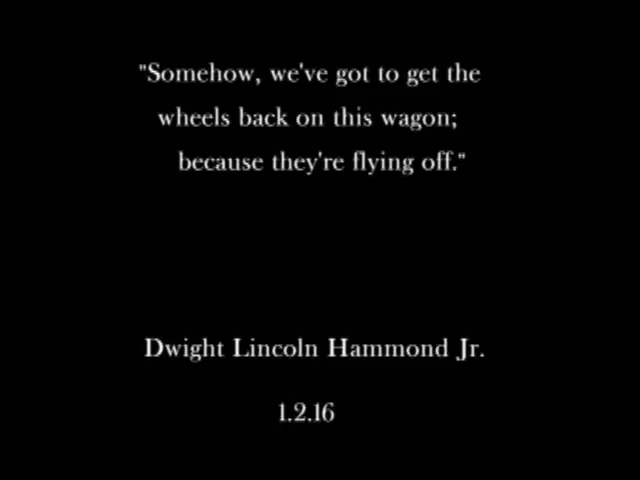 "Somehow, we've got to get the
wheels back on this wagon;
because they're flying off."
Dwight Lincoln Hammond Jr.
1.2.16